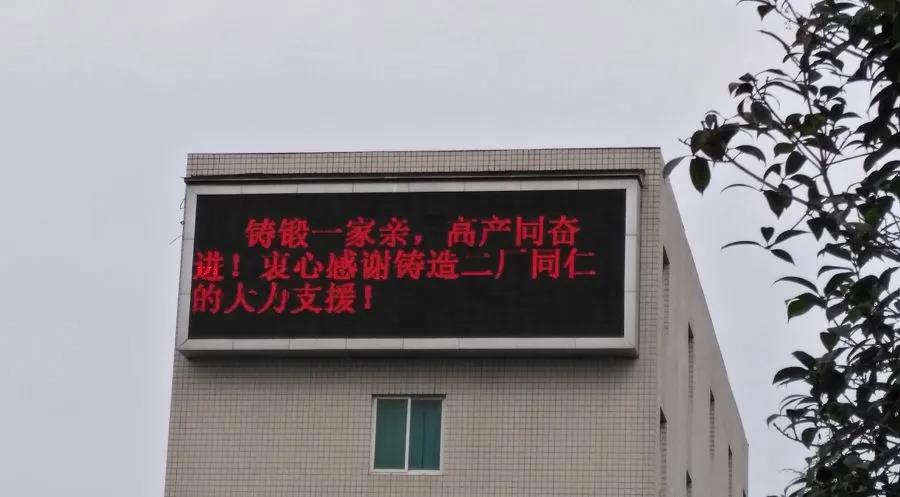 铸锻一家亲，高产同奋
进！衷心感谢铸造二厂同仁
的大力支援！